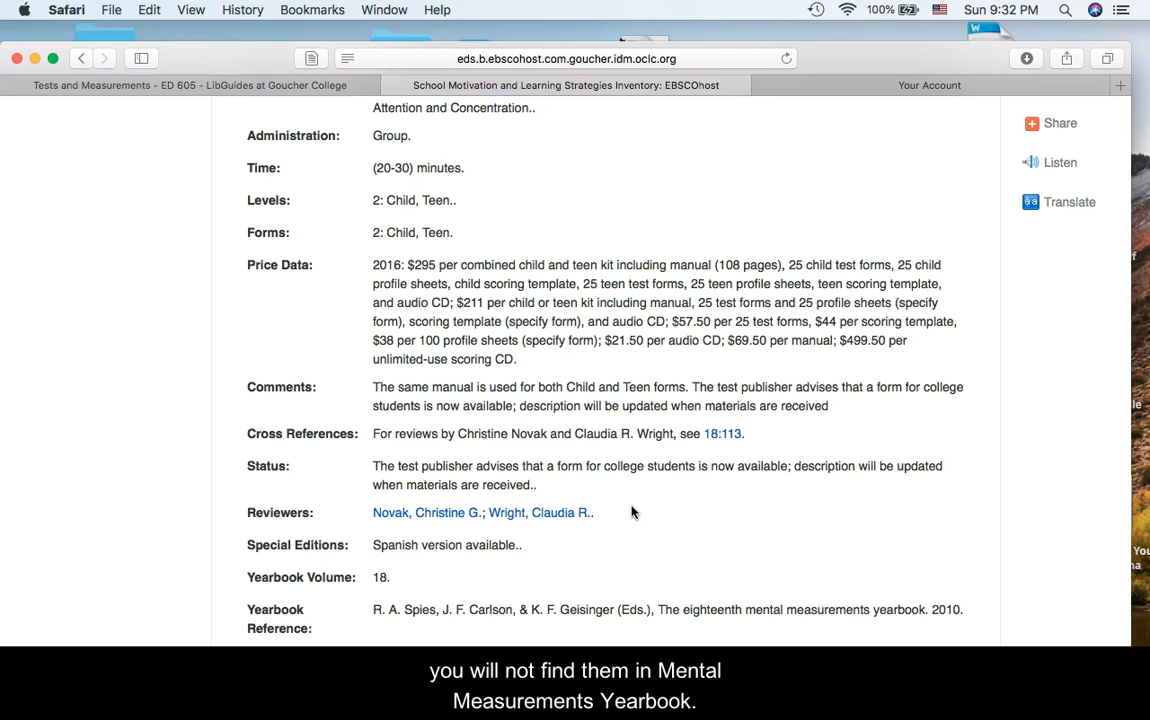 Safari File Edit View History Bookmarks Window Help 100% Sun 9:32 PM
W
eds.b.ebscohost.com.goucher.idm.oclc.org
Tests and Measurements - ED 605 - LibGuides at Goucher College School Motivation and Learning Strategies Inventory: EBSCOhost Your Account
Attention and Concentration..
Share
Administration: Group.
Listen
Time: (20-30) minutes.
Translate
Levels: 2: Child, Teen..
Forms: 2: Child, Teen.
Price Data: 2016: $295 per combined child and teen kit including manual (108 pages), 25 child test forms, 25 child
profile sheets, child scoring template, 25 teen test forms, 25 teen profile sheets, teen scoring template,
and audio CD; $211 per child or teen kit including manual, 25 test forms and 25 profile sheets (specify
form), scoring template (specify form), and audio CD; $57.50 per 25 test forms, $44 per scoring template,
$38 per 100 profile sheets (specify form); $21.50 per audio CD; $69.50 per manual; $499.50 per
unlimited-use scoring CD.
Comments: The same manual is used for both Child and Teen forms. The test publisher advises that a form for college
students is now available; description will be updated when materials are received
Cross References: For reviews by Christine Novak and Claudia R. Wright, see 18:113.
Status: The test publisher advises that a form for college students is now available; description will be updated
when materials are received..
Reviewers: Novak, Christine G.; Wright, Claudia R..
Special Editions: Spanish version available..
Yearbook Volume: 18.
Yearbook R. A. Spies, J. F. Carlson, & K. F. Geisinger (Eds.), The eighteenth mental measurements yearbook. 2010.
Reference:
you will not find them in Mental
Measurements Yearbook.